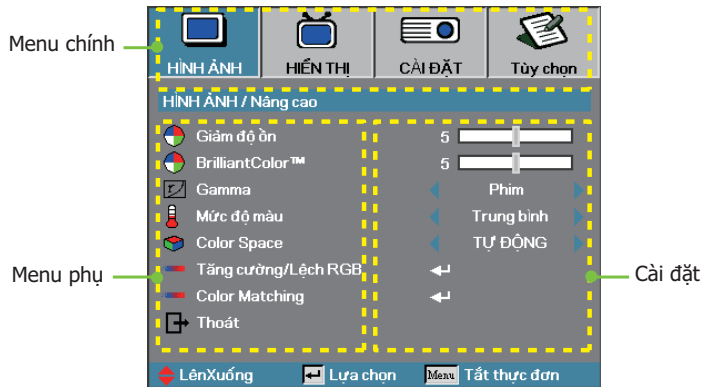 Menu chính
HÌNH ẢNH HIỂN THỊ CÀI ĐẶT Tùy chọn
HÌNH ẢNH / Nâng cao
Giảm độ ồn 5
BrilliantColor™ 5
Gamma Phim
Mức độ màu Trung bình
Color Space TỰ ĐỘNG
Menu phụ
Tăng cường/Lệch RGB
Cài đặt
Color Matching
Thoát
LênXuống Lựa chọn Menu Tắt thực đơn